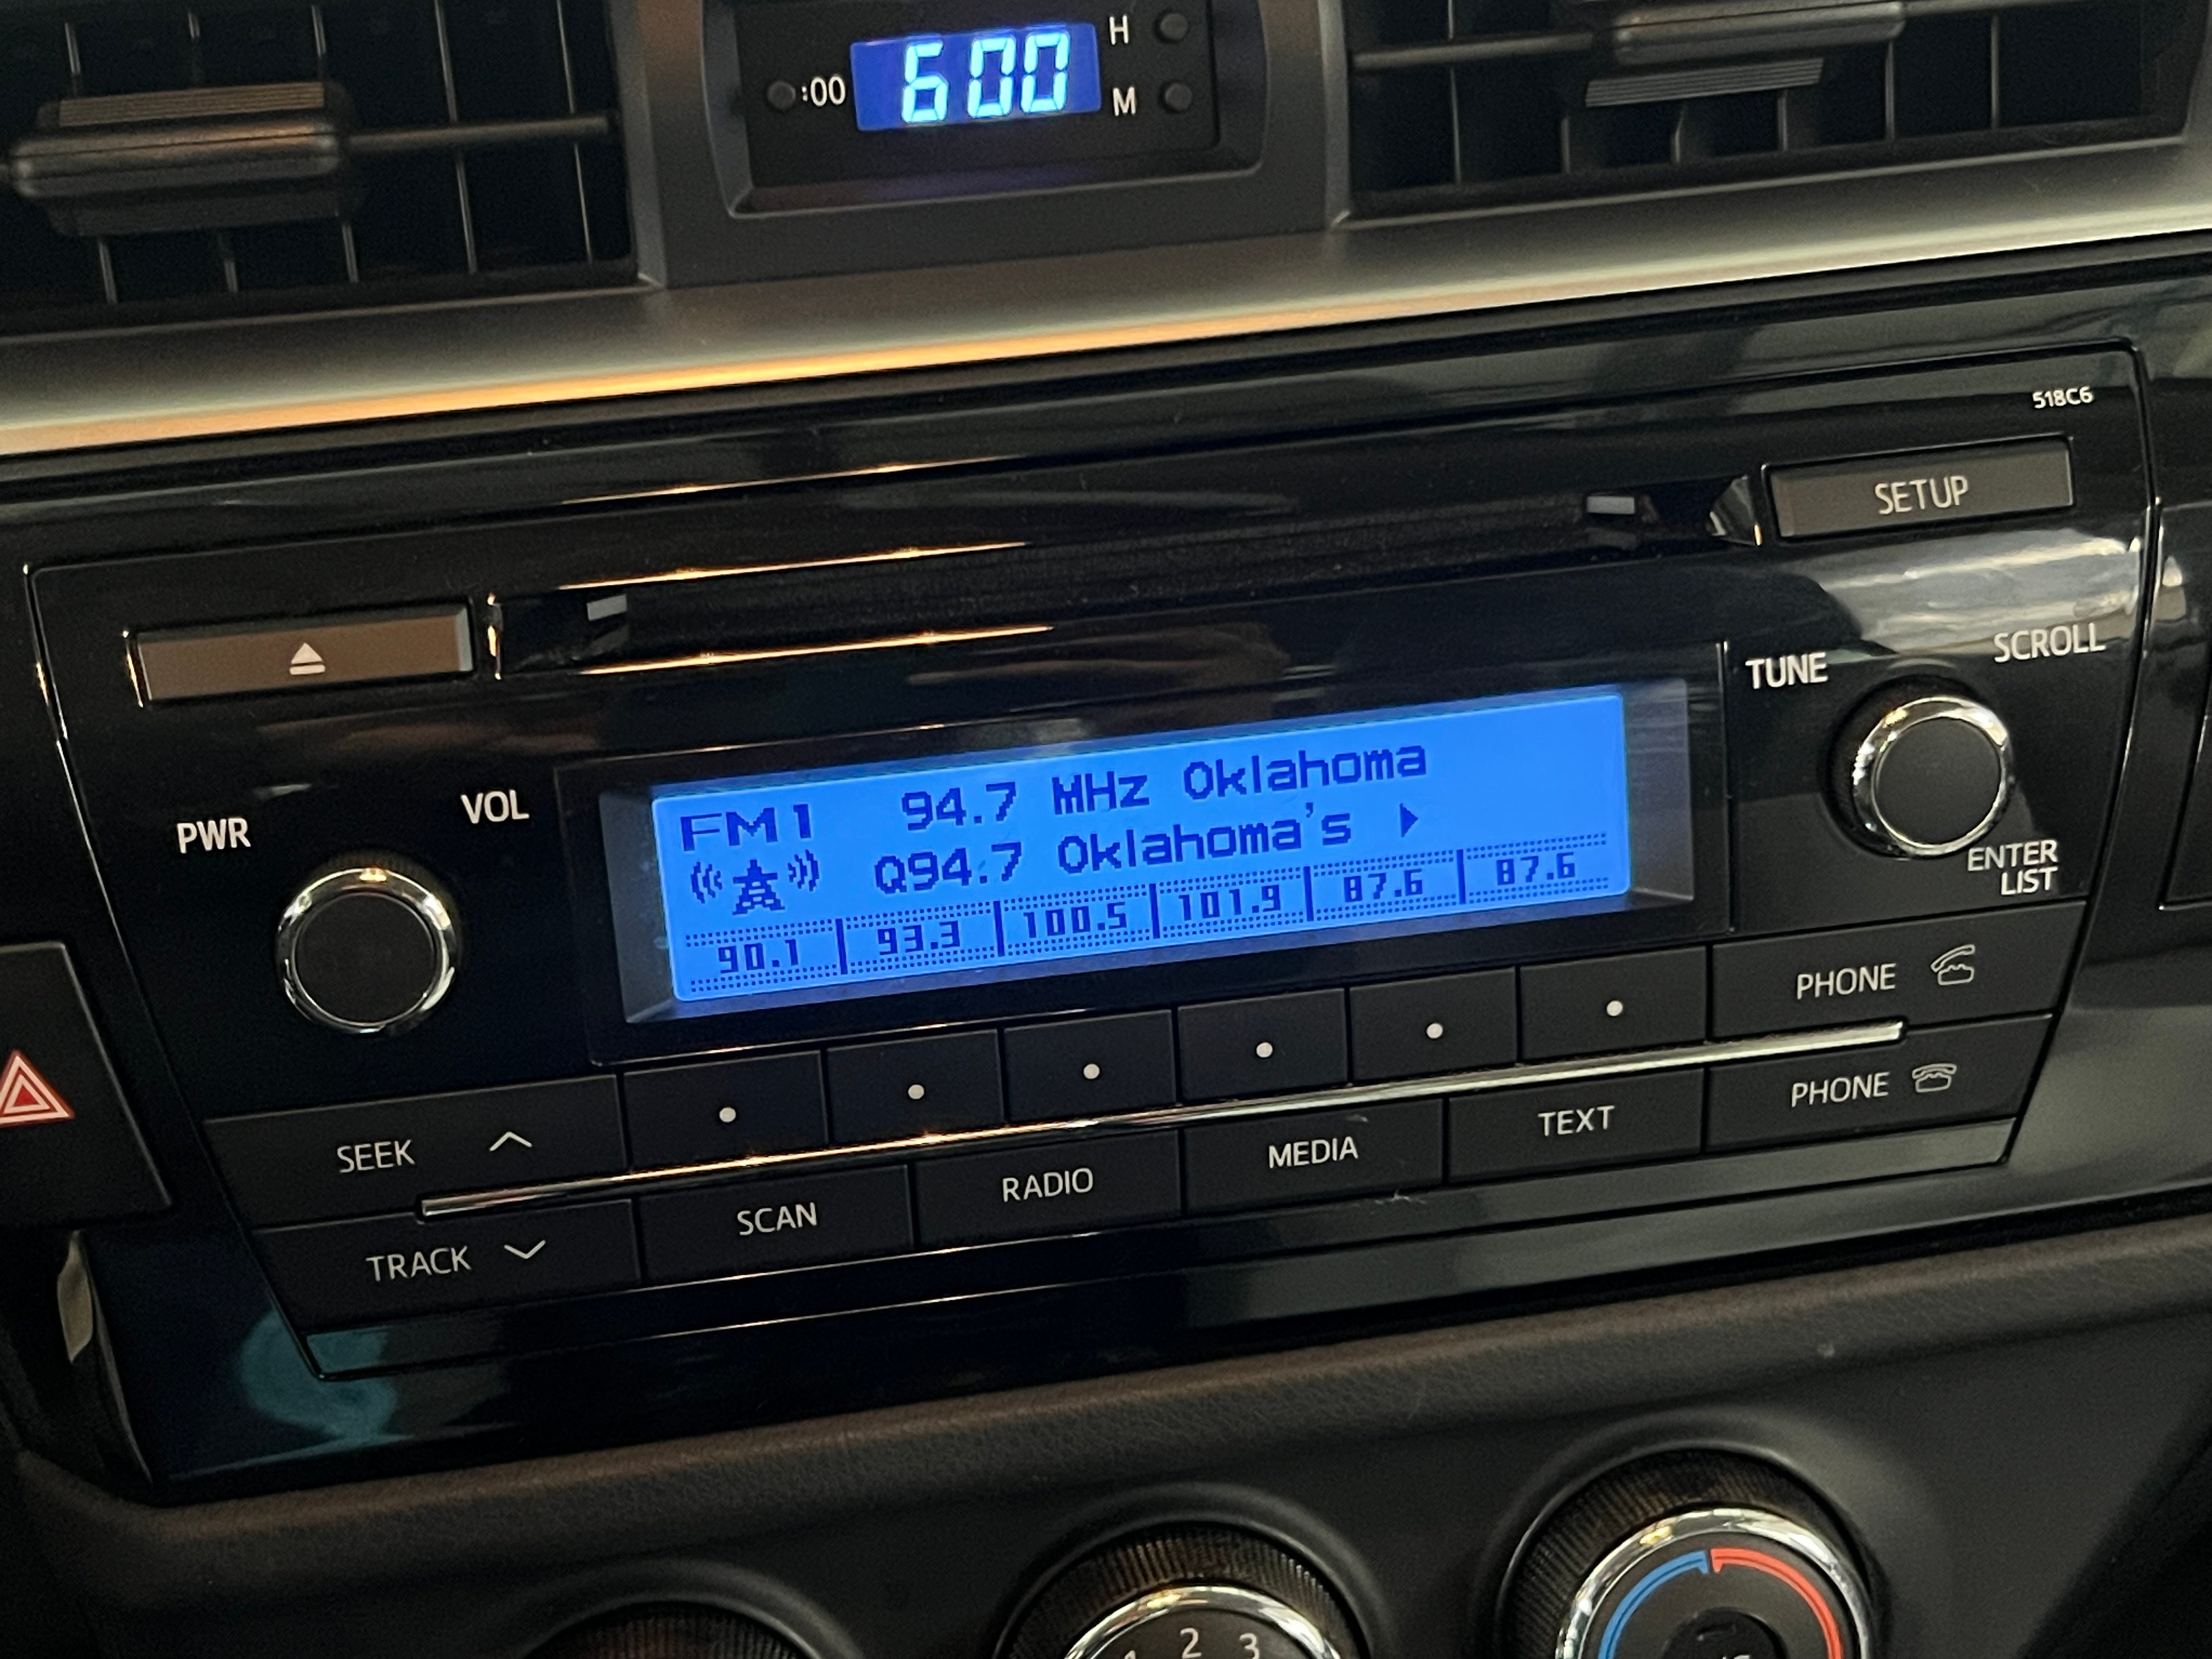 :00 600 H
M
518C6
SETUP
TUNE SCROLL
PWR VOL
FM1 94.7 MHz Oklahoma
Q94.7 Oklahoma's
90.1 93.3 100.5 101.9 87.6 87.6
ENTER
LIST
PHONE
SEEK
PHONE
TRACK SCAN RADIO MEDIA TEXT
1 2 3